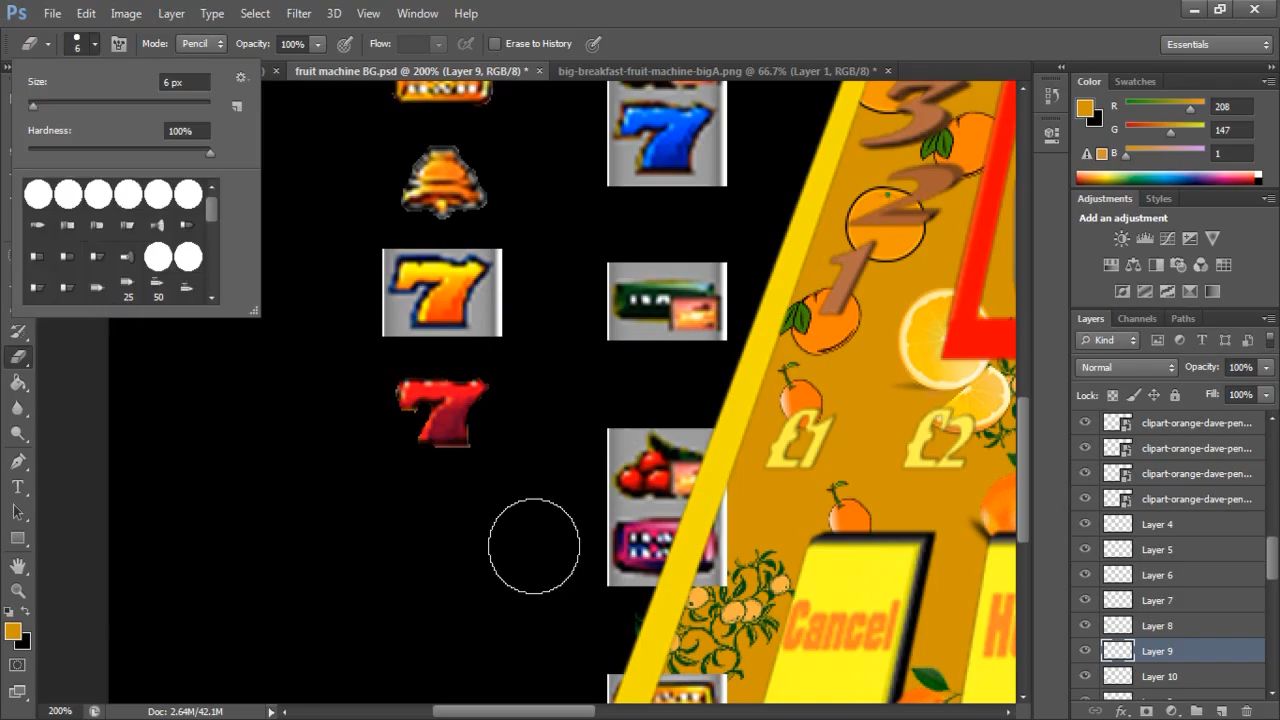 Ps File Edit Image Layer Type Select Filter 3D View Window Help
6 Mode: Pencil Opacity: 100% Flow: Erase to History Essentials
) fruit machine BG.psd @ 200% (Layer 9, RGB/8) * × big-breakfast-fruit-machine-bigA.png @ 66.7% (Layer 1, RGB/8) * ×
Size: 6 px
Hardness: 100%
25 50
7
7
7
3
2
1
£1 £2
Cancel
Color Swatches
R 208
G 147
B 1
Adjustments Styles
Add an adjustment
Layers Channels Paths
Kind
Normal Opacity: 100%
Lock: Fill: 100%
clipart-orange-dave-pen...
clipart-orange-dave-pen...
clipart-orange-dave-pen...
clipart-orange-dave-pen...
Layer 4
Layer 5
Layer 6
Layer 7
Layer 8
Layer 9
Layer 10
fx
200% Doc: 2.64M/42.1M